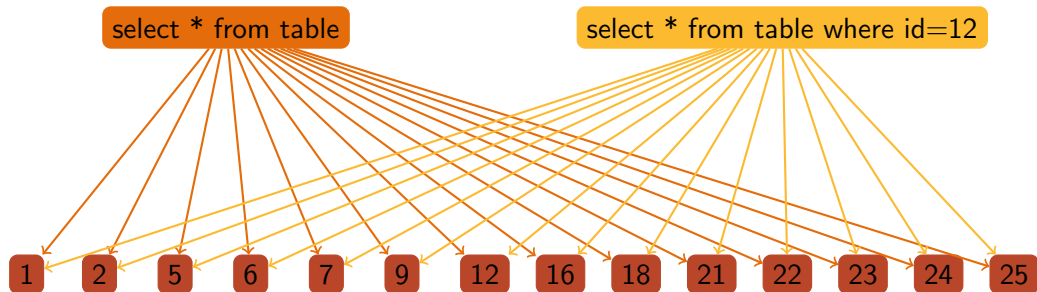 select * from table
select * from table where id=12
1 2 5 6 7 9 12 16 18 21 22 23 24 25